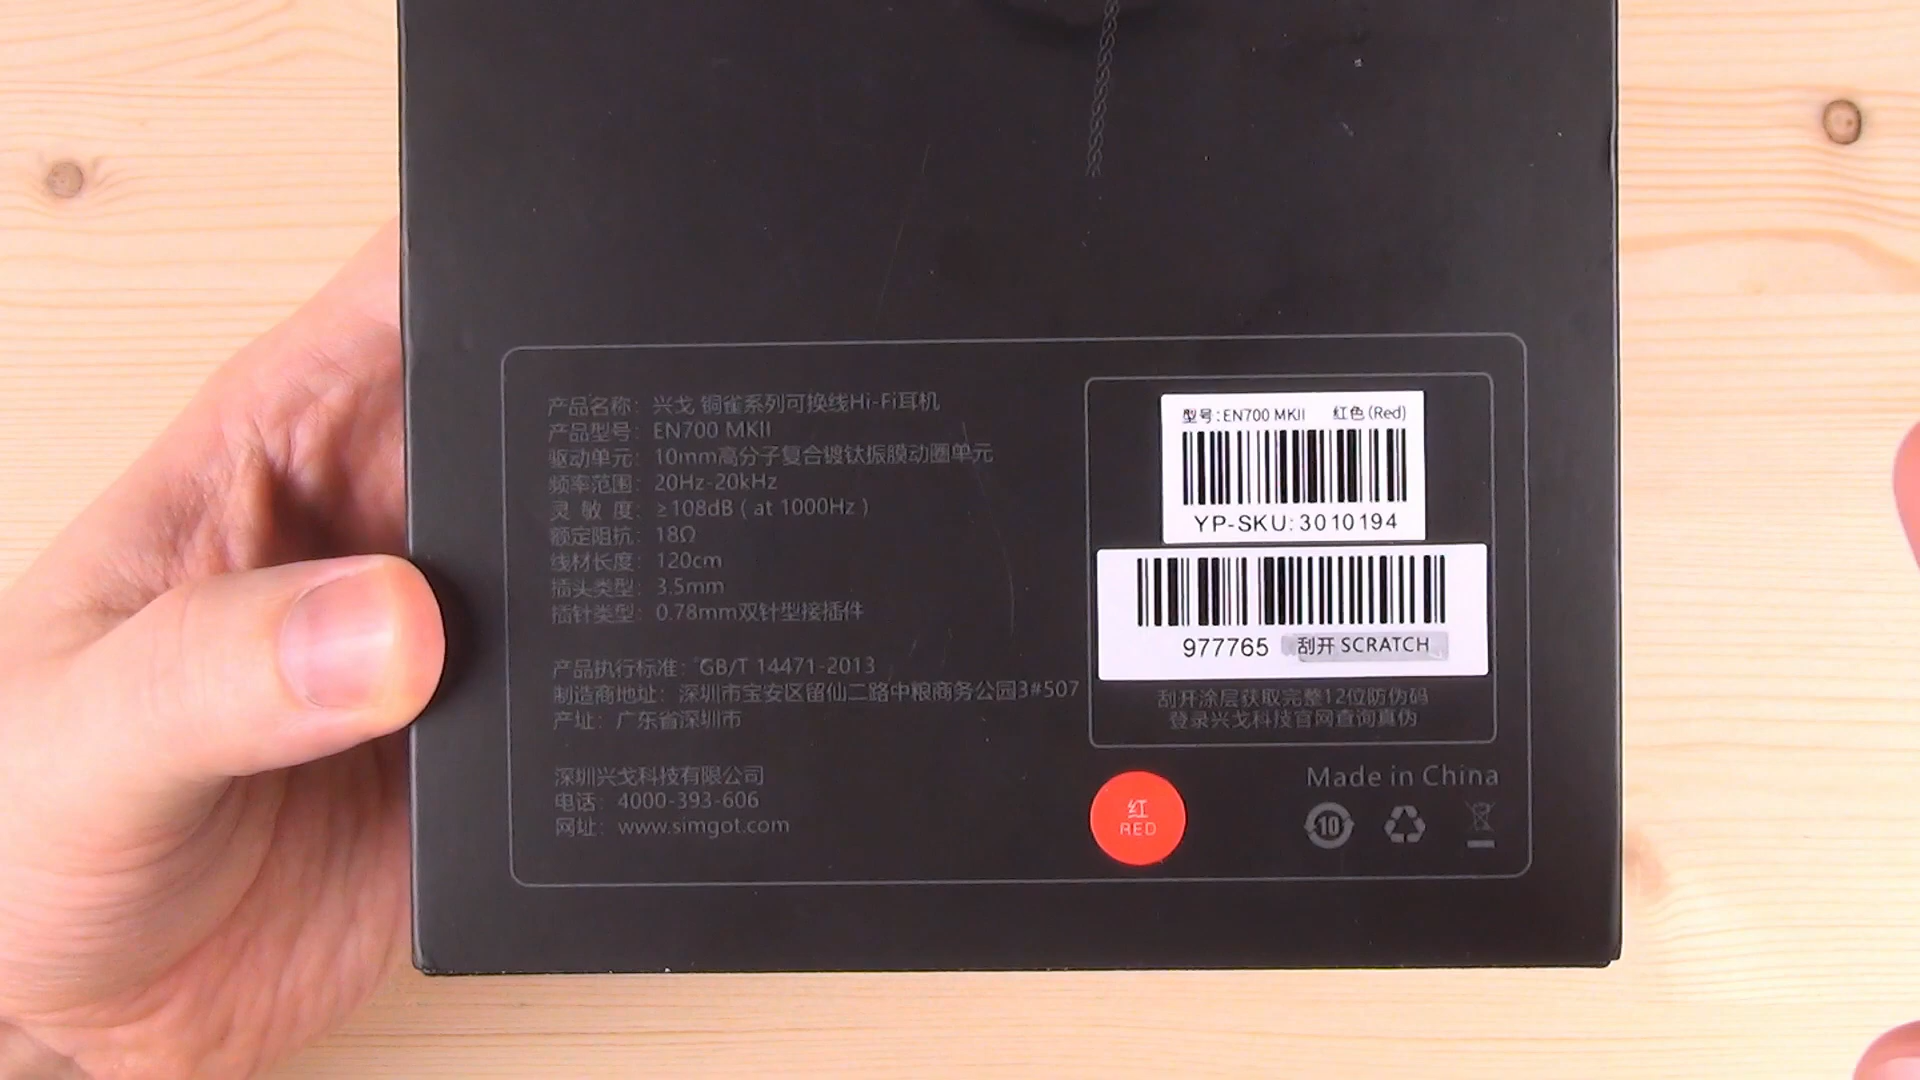 产品名称：兴戈 铜雀系列可换线Hi-Fi耳机
产品型号：EN700 MKII
驱动单元：10mm高分子复合镀钛振膜动圈单元
频率范围：20Hz-20kHz
灵 敏 度：≥108dB ( at 1000Hz )
额定阻抗：18Ω
线材长度：120cm
插头类型：3.5mm
插针类型：0.78mm双针型接插件
产品执行标准：GB/T 14471-2013
制造商地址：深圳市宝安区留仙二路中粮商务公园3#507
产址：广东省深圳市
深圳兴戈科技有限公司
电话：4000-393-606
网址：www.simgot.com
型号:EN700 MKII 红色(Red)
YP-SKU:3010194
977765 刮开 SCRATCH
刮开涂层获取完整12位防伪码
登录兴戈科技官网查询真伪
红
RED
Made in China
10